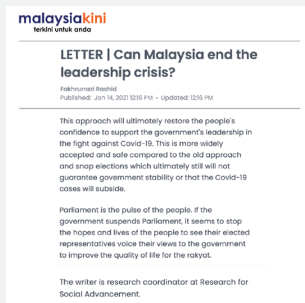 malaysiakini
terkini untuk anda
LETTER | Can Malaysia end the
leadership crisis?
Fakhrurrazi Rashid
Published: Jan 14, 2021 12:16 PM • Updated: 12:16 PM
This approach will ultimately restore the people's
confidence to support the government's leadership in
the fight against Covid-19. This is more widely
accepted and safe compared to the old approach
and snap elections which ultimately still will not
guarantee government stability or that the Covid-19
cases will subside.
Parliament is the pulse of the people. If the
government suspends Parliament, it seems to stop
the hopes and lives of the people to see their elected
representatives voice their views to the government
to improve the quality of life for the rakyat.
The writer is research coordinator at Research for
Social Advancement.